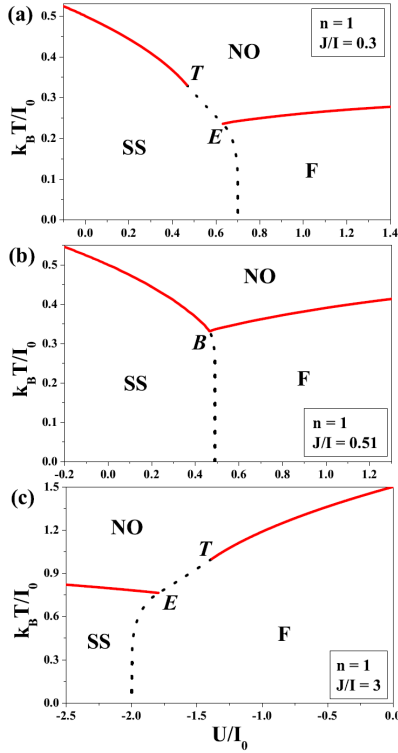 (a)
n = 1
J/I = 0.3
NO
T
E
SS
F
k_BT/I_0
0.5
0.4
0.3
0.2
0.1
0.0
0.0 0.2 0.4 0.6 0.8 1.0 1.2 1.4
(b)
NO
B
SS
F
n = 1
J/I = 0.51
k_BT/I_0
0.5
0.4
0.3
0.2
0.1
0.0
-0.2 0.0 0.2 0.4 0.6 0.8 1.0 1.2
(c)
NO
T
E
SS
F
n = 1
J/I = 3
k_BT/I_0
1.5
1.2
0.9
0.6
0.3
0.0
-2.5 -2.0 -1.5 -1.0 -0.5 0.0
U/I_0